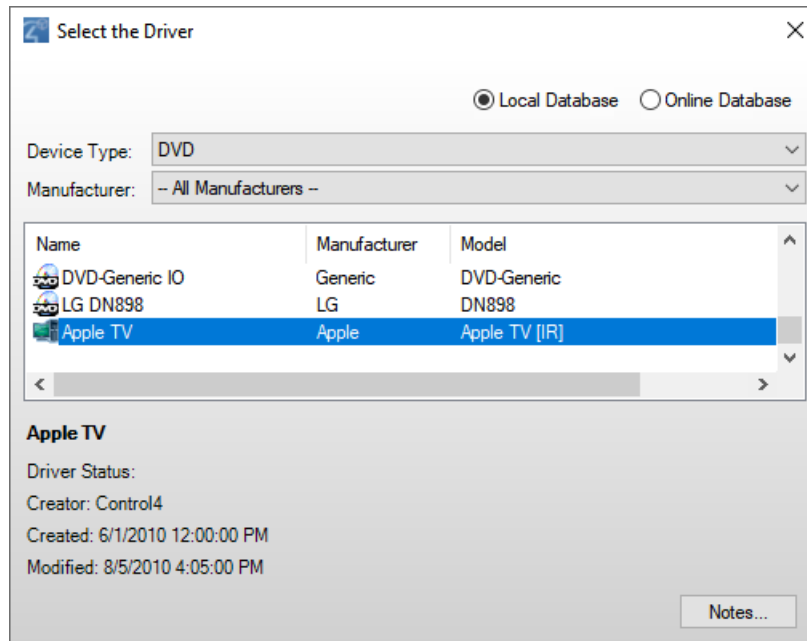 Select the Driver
Local Database Online Database
Device Type: DVD
Manufacturer: -- All Manufacturers --
Name Manufacturer Model
DVD-Generic IO Generic DVD-Generic
LG DN898 LG DN898
Apple TV Apple Apple TV [IR]
Apple TV
Driver Status:
Creator: Control4
Created: 6/1/2010 12:00:00 PM
Modified: 8/5/2010 4:05:00 PM
Notes...